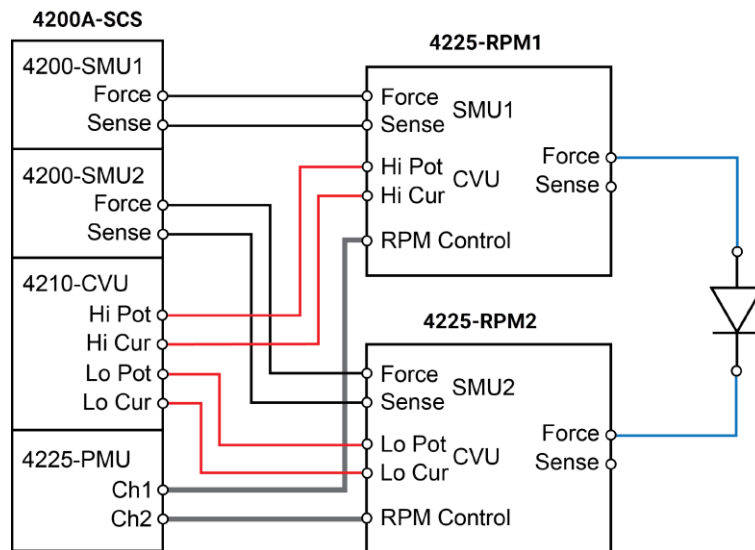 4200A-SCS
4200-SMU1
Force
Sense
4200-SMU2
Force
Sense
4210-CVU
Hi Pot
Hi Cur
Lo Pot
Lo Cur
4225-PMU
Ch1
Ch2
4225-RPM1
Force
Sense
SMU1
Hi Pot
Hi Cur
CVU
RPM Control
Force
Sense
4225-RPM2
Force
Sense
SMU2
Lo Pot
Lo Cur
CVU
RPM Control
Force
Sense